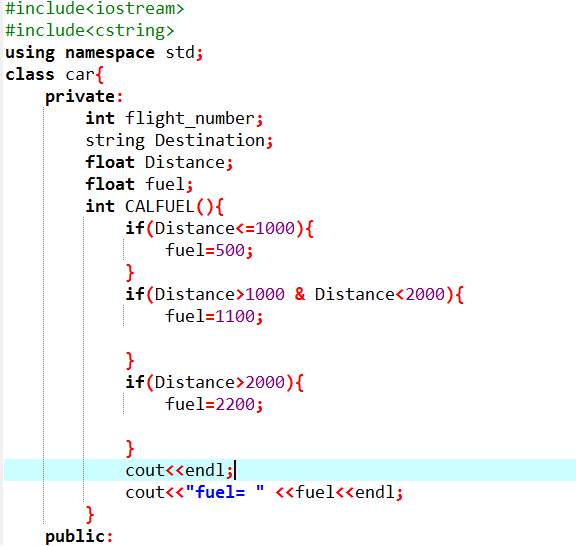 #include<iostream>
#include<cstring>
using namespace std;
class car{
    private:
        int flight_number;
        string Destination;
        float Distance;
        float fuel;
        int CALFUEL(){
            if(Distance<=1000){
                fuel=500;
            }
            if(Distance>1000 & Distance<2000){
                fuel=1100;

            }
            if(Distance>2000){
                fuel=2200;

            }
            cout<<endl;
            cout<<"fuel= " <<fuel<<endl;
        }
    public: